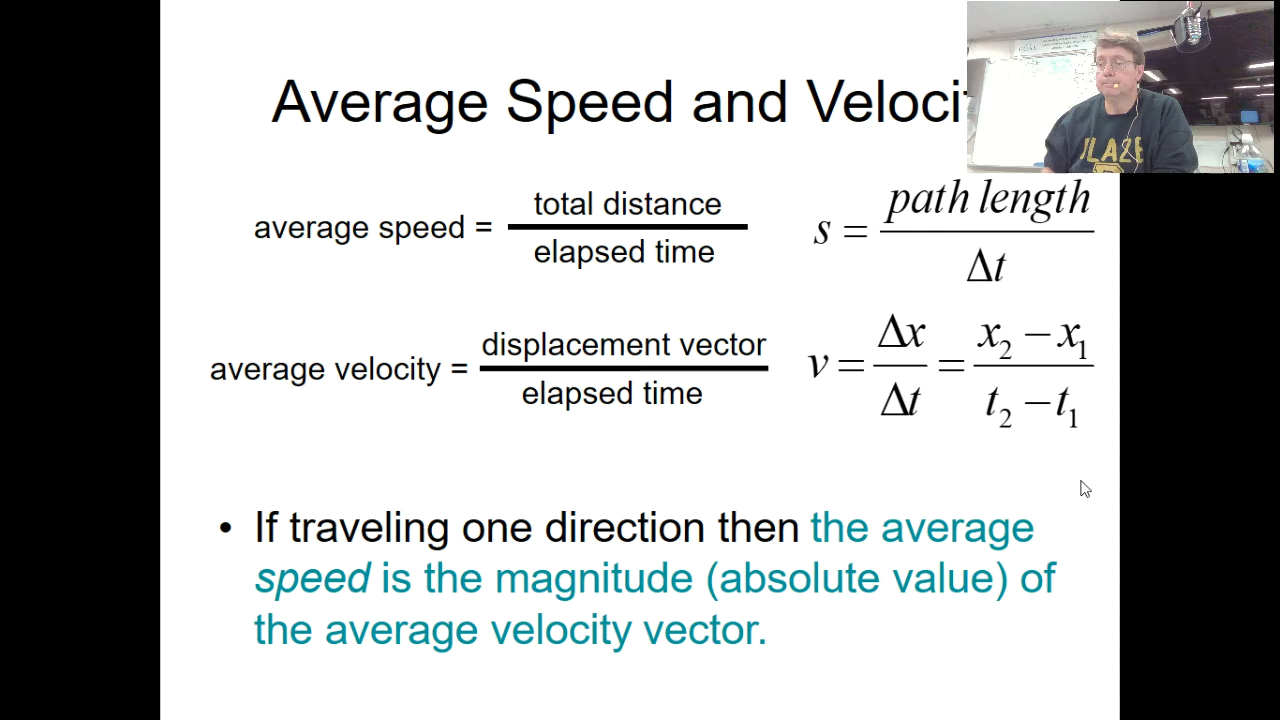 Average Speed and Veloci
average speed = total distance / elapsed time
s = path length / Δt
average velocity = displacement vector / elapsed time
v = Δx / Δt = x₂ − x₁ / t₂ − t₁
• If traveling one direction then the average
speed is the magnitude (absolute value) of
the average velocity vector.
LAZE